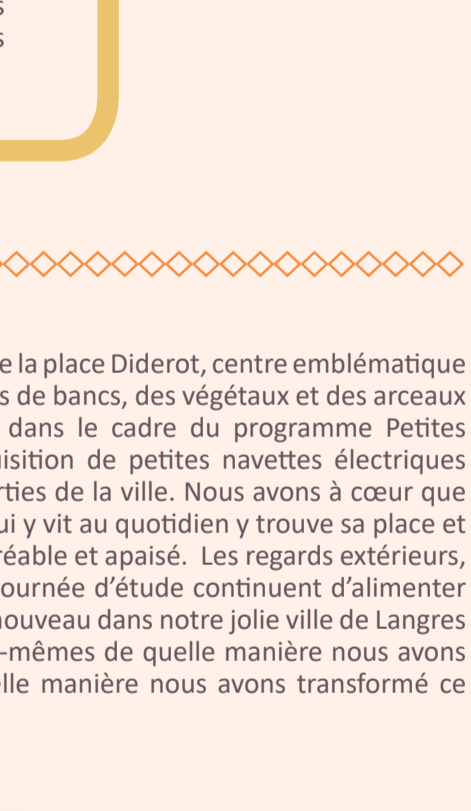 s
s
e la place Diderot, centre emblématique
s de bancs, des végétaux et des arceaux
dans le cadre du programme Petites
uisition de petites navettes électriques
rties de la ville. Nous avons à cœur que
ui y vit au quotidien y trouve sa place et
réable et apaisé. Les regards extérieurs,
ournée d'étude continuent d'alimenter
nouveau dans notre jolie ville de Langres
-mêmes de quelle manière nous avons
elle manière nous avons transformé ce